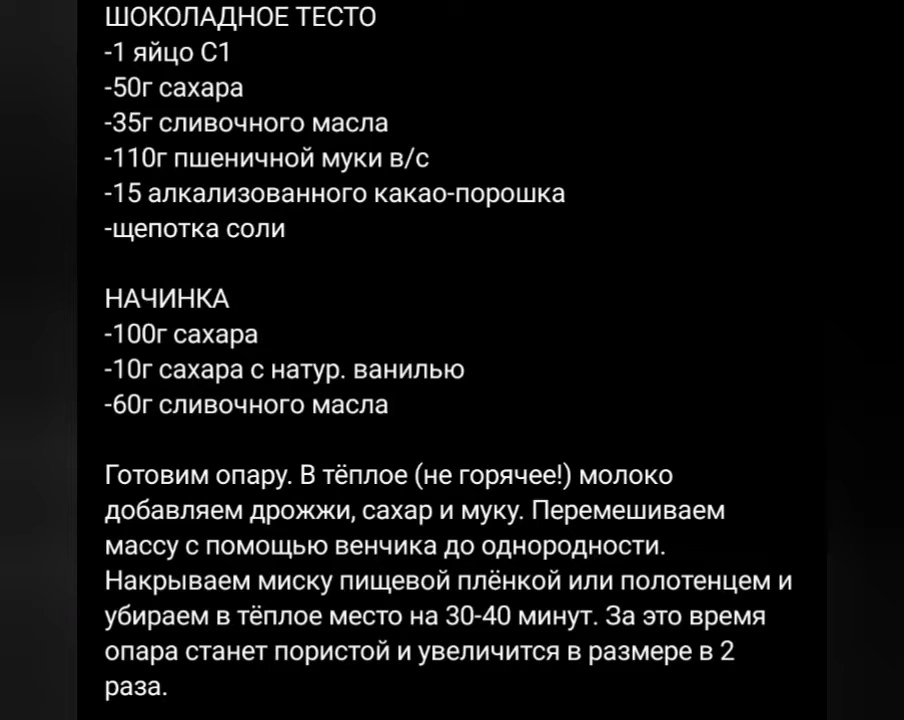 ШОКОЛАДНОЕ ТЕСТО
-1 яйцо С1
-50г сахара
-35г сливочного масла
-110г пшеничной муки в/с
-15 алкализованного какао-порошка
-щепотка соли
НАЧИНКА
-100г сахара
-10г сахара с натур. ванилью
-60г сливочного масла
Готовим опару. В тёплое (не горячее!) молоко
добавляем дрожжи, сахар и муку. Перемешиваем
массу с помощью венчика до однородности.
Накрываем миску пищевой плёнкой или полотенцем и
убираем в тёплое место на 30-40 минут. За это время
опара станет пористой и увеличится в размере в 2
раза.